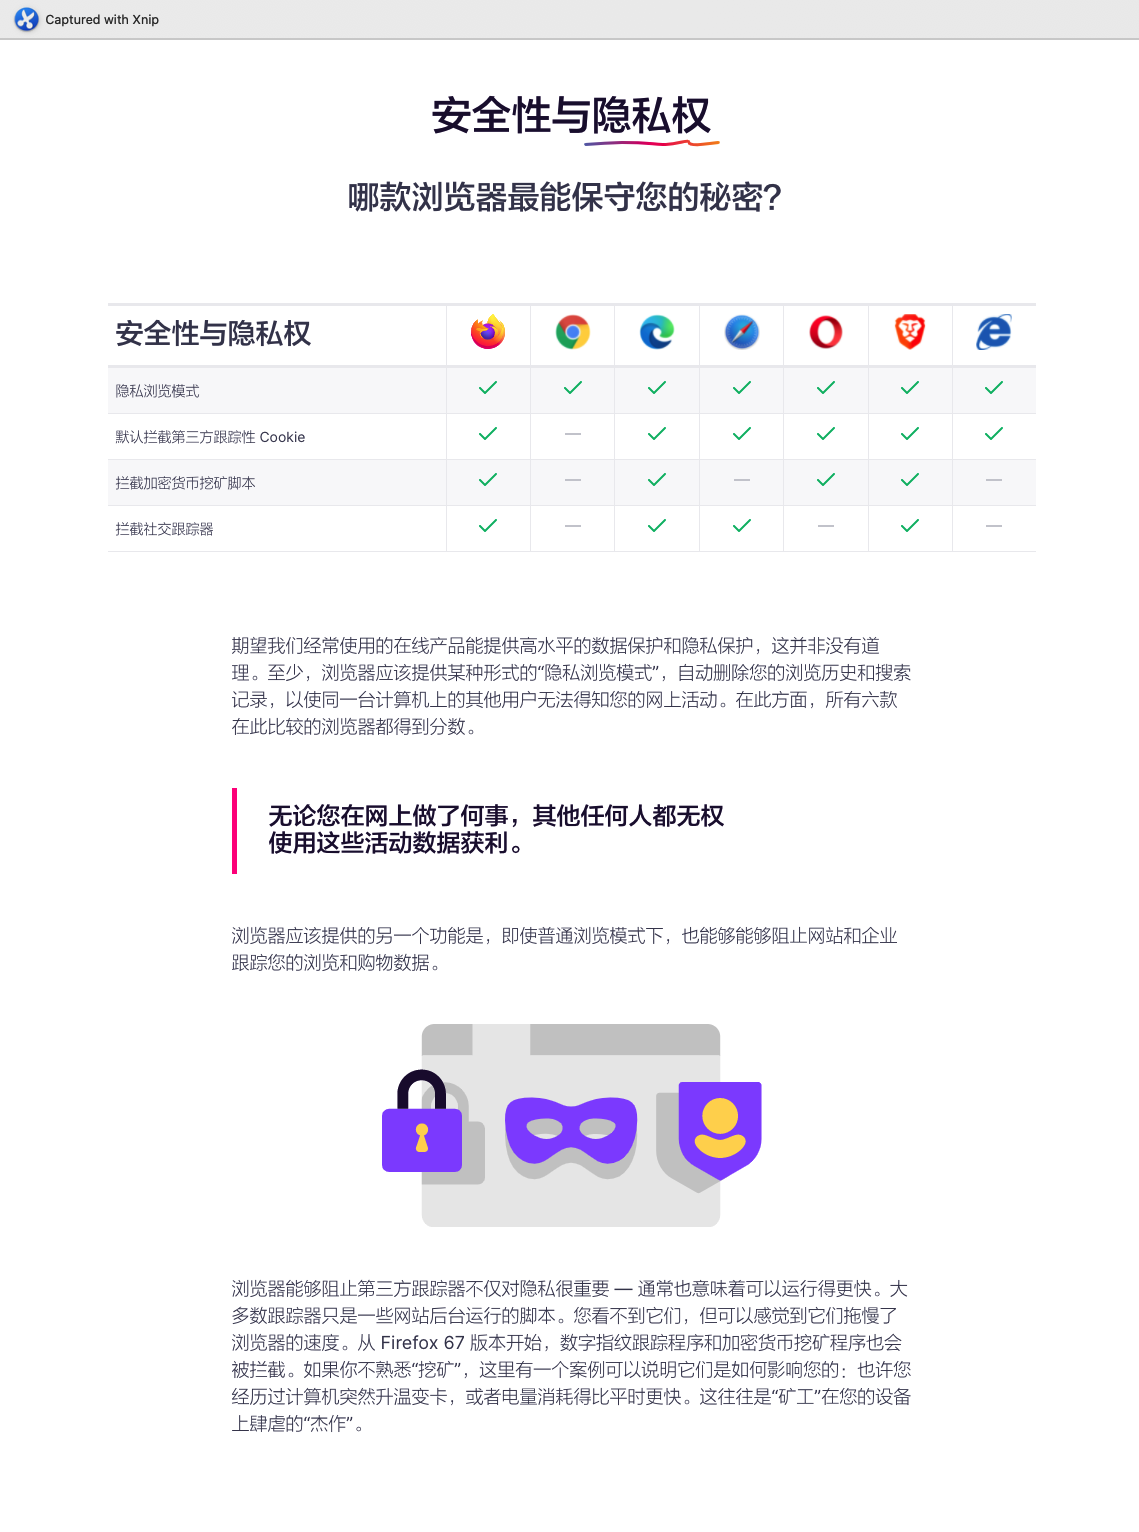 Captured with Xnip
安全性与隐私权
哪款浏览器最能保守您的秘密？
安全性与隐私权
隐私浏览模式
默认拦截第三方跟踪性 Cookie
拦截加密货币挖矿脚本
拦截社交跟踪器
期望我们经常使用的在线产品能提供高水平的数据保护和隐私保护，这并非没有道
理。至少，浏览器应该提供某种形式的“隐私浏览模式”，自动删除您的浏览历史和搜索
记录，以使同一台计算机上的其他用户无法得知您的网上活动。在此方面，所有六款
在此比较的浏览器都得到分数。
无论您在网上做了何事，其他任何人都无权
使用这些活动数据获利。
浏览器应该提供的另一个功能是，即使普通浏览模式下，也能够能够阻止网站和企业
跟踪您的浏览和购物数据。
浏览器能够阻止第三方跟踪器不仅对隐私很重要 — 通常也意味着可以运行得更快。大
多数跟踪器只是一些网站后台运行的脚本。您看不到它们，但可以感觉到它们拖慢了
浏览器的速度。从 Firefox 67 版本开始，数字指纹跟踪程序和加密货币挖矿程序也会
被拦截。如果你不熟悉“挖矿”，这里有一个案例可以说明它们是如何影响您的：也许您
经历过计算机突然升温变卡，或者电量消耗得比平时更快。这往往是“矿工”在您的设备
上肆虐的“杰作”。